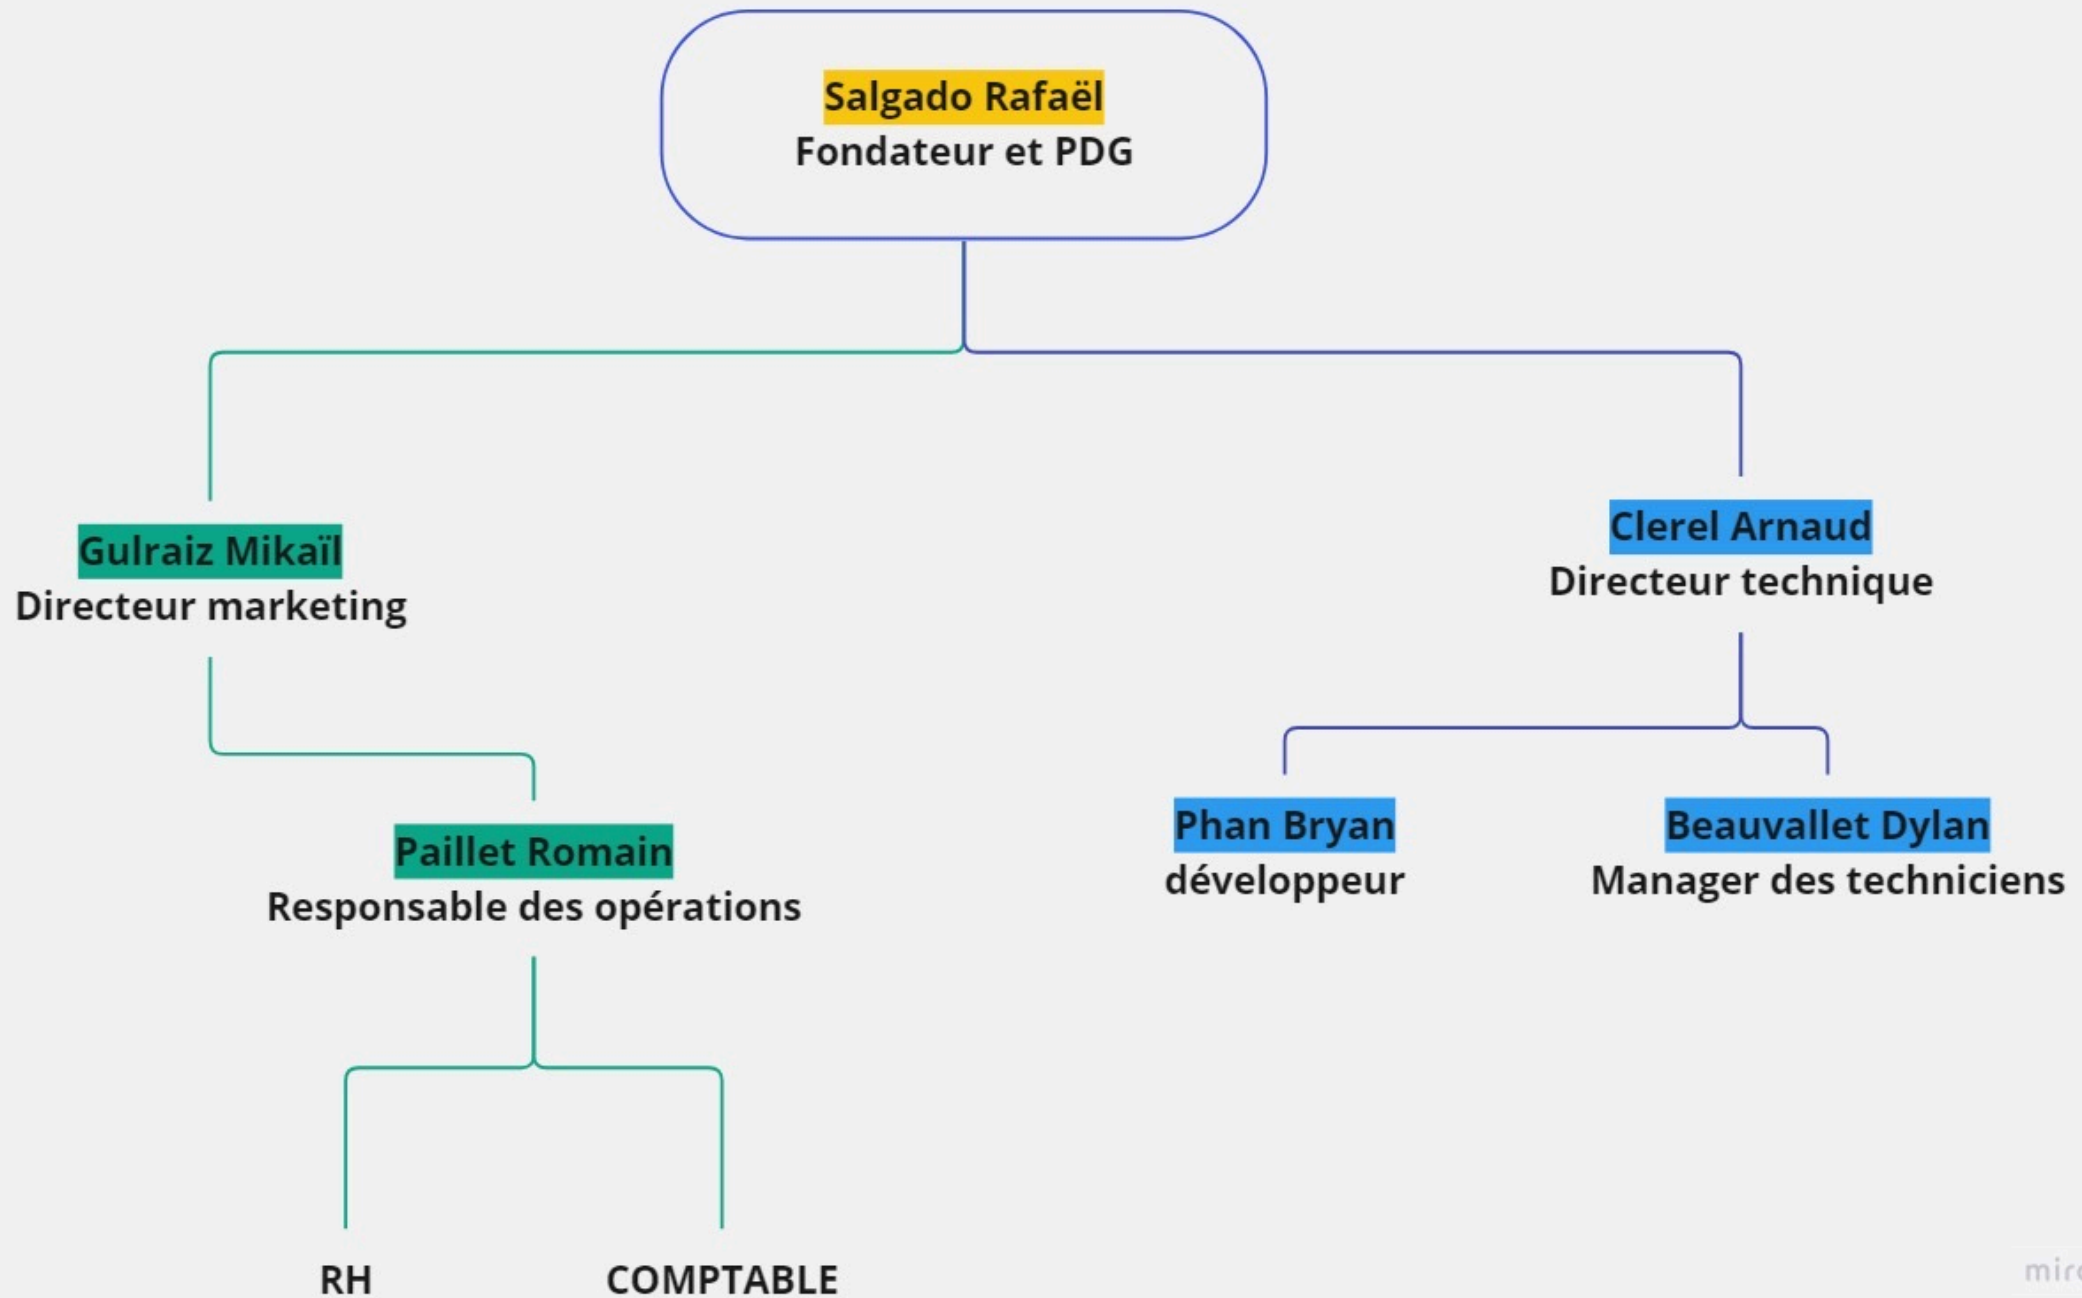 Salgado Rafaël
Fondateur et PDG
Gulraiz Mikaïl
Directeur marketing
Clerel Arnaud
Directeur technique
Paillet Romain
Responsable des opérations
Phan Bryan
développeur
Beauvallet Dylan
Manager des techniciens
RH
COMPTABLE